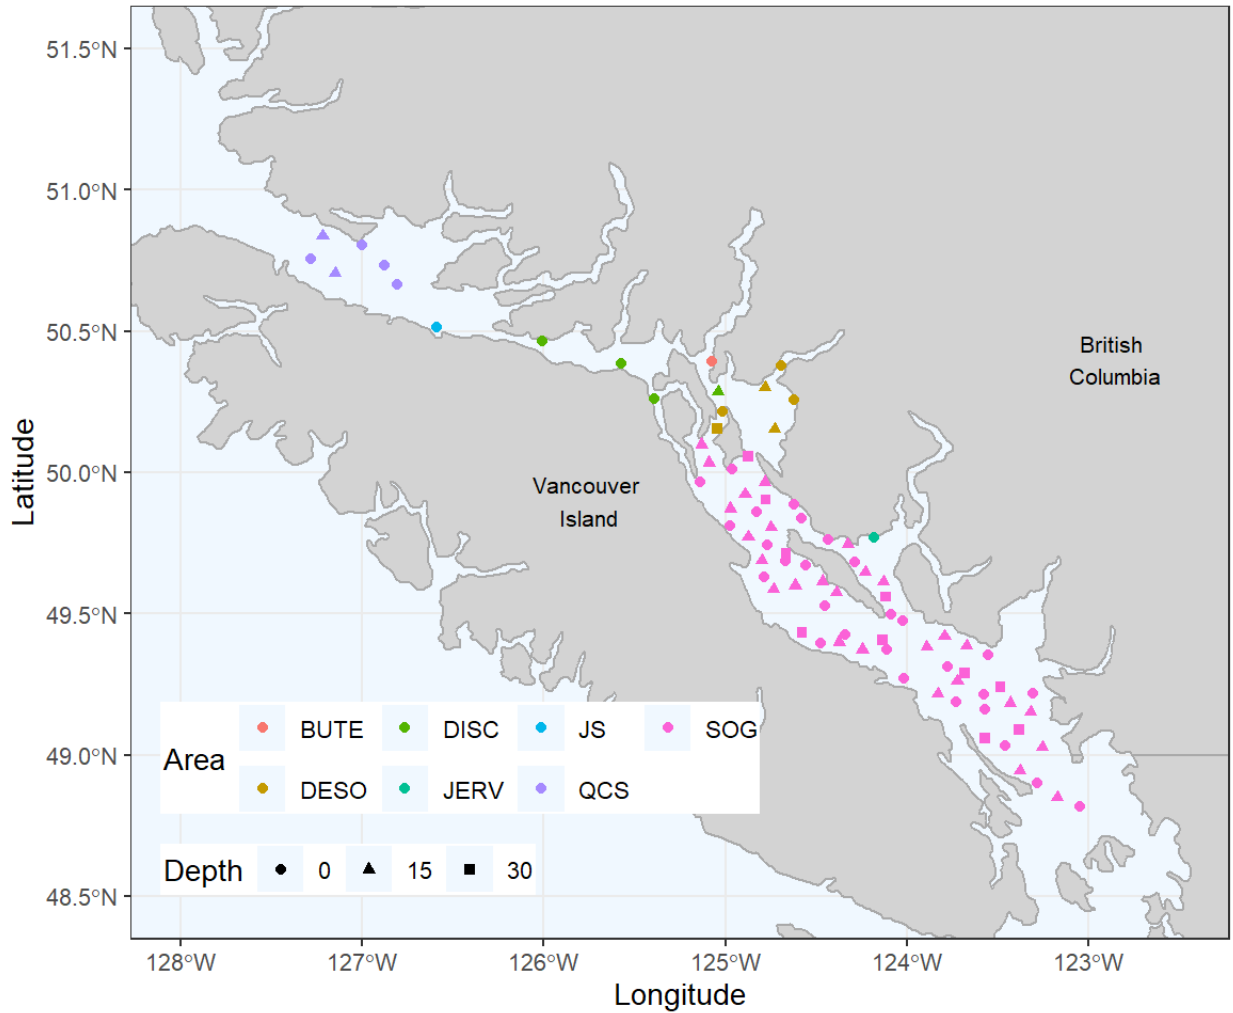 51.5°N
51.0°N
50.5°N
50.0°N
49.5°N
49.0°N
48.5°N
Latitude
British
Columbia
Vancouver
Island
Area
BUTE
DISC
JS
SOG
DESO
JERV
QCS
Depth
0
15
30
128°W
127°W
126°W
125°W
124°W
123°W
Longitude